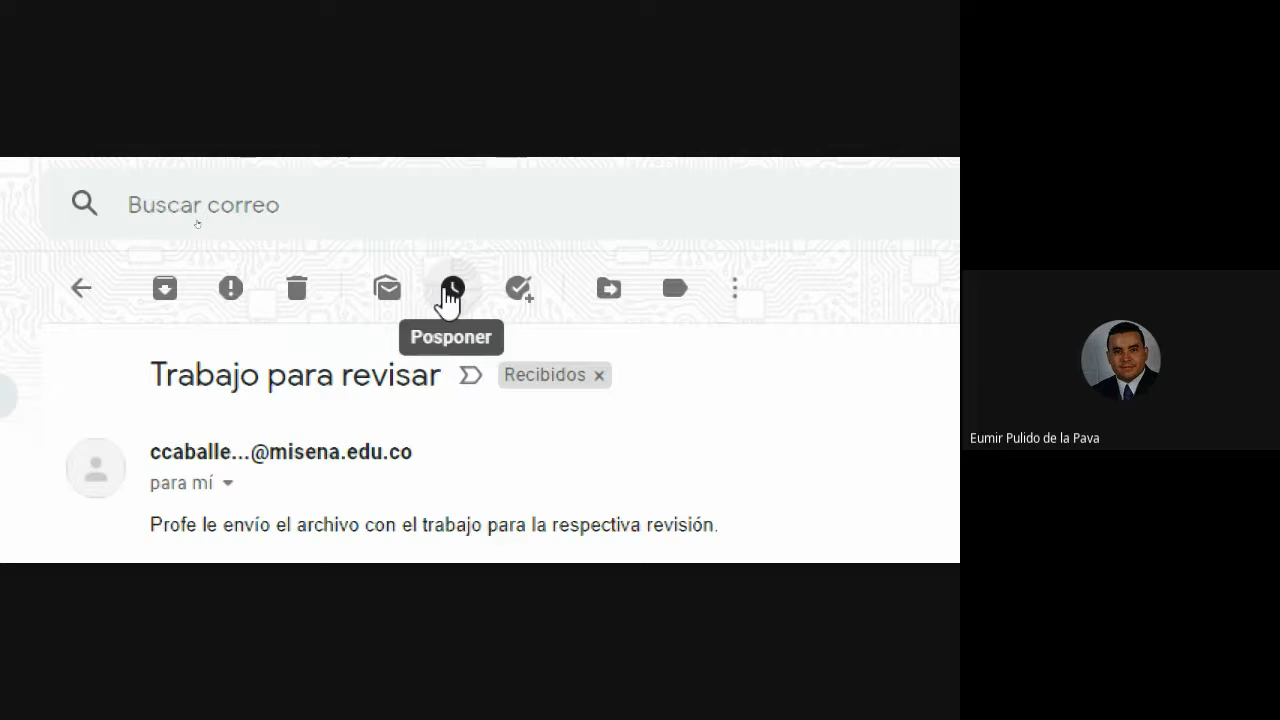 Buscar correo
Posponer
Trabajo para revisar Recibidos ×
ccaballe...@misena.edu.co
para mí
Profe le envío el archivo con el trabajo para la respectiva revisión.
Eumir Pulido de la Pava